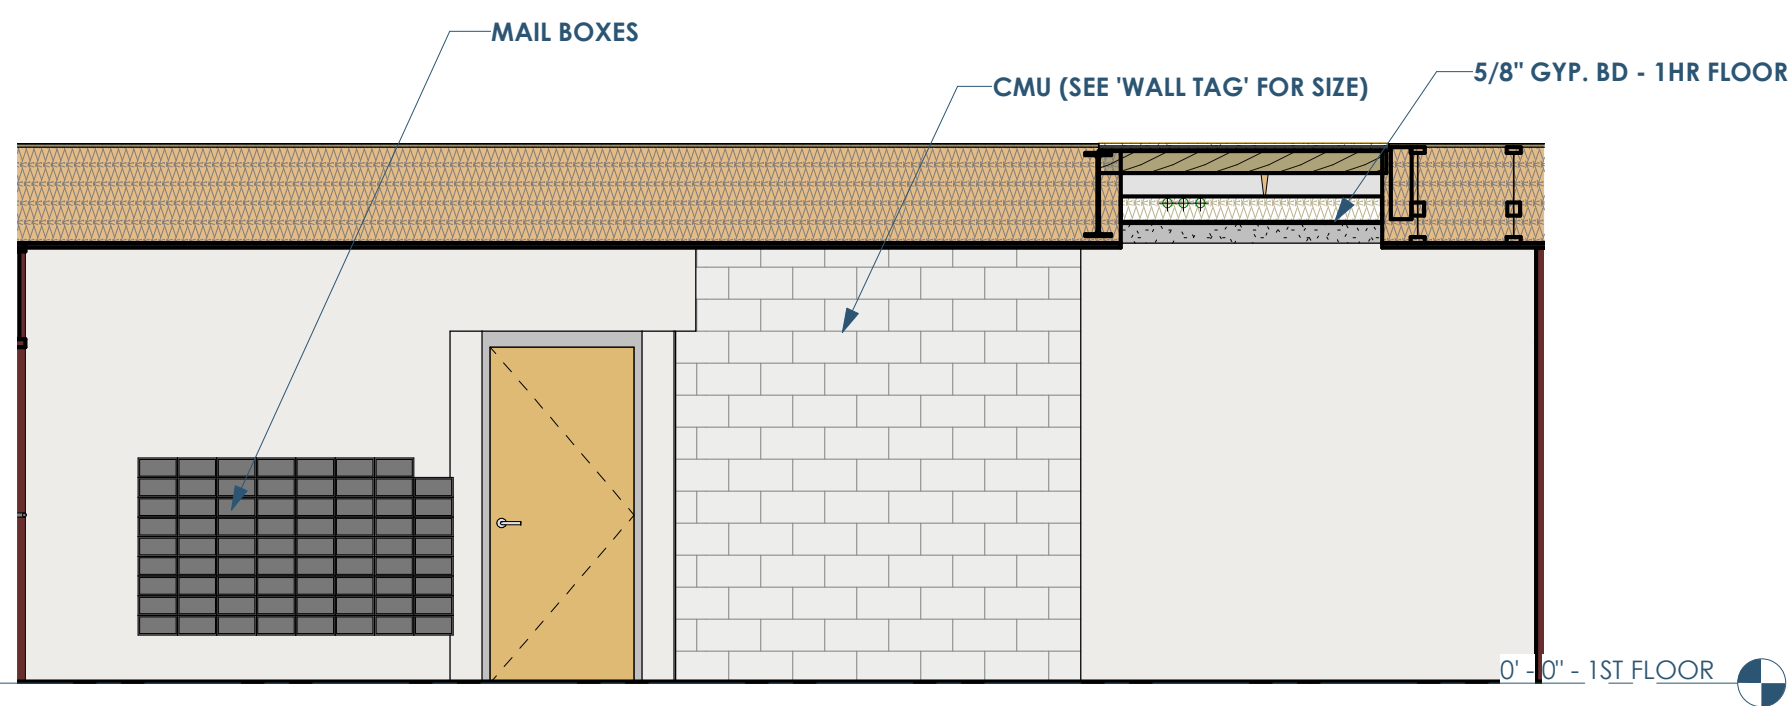 MAIL BOXES
5/8" GYP. BD - 1HR FLOOR
CMU (SEE 'WALL TAG' FOR SIZE)
0' - 0" - 1ST FLOOR